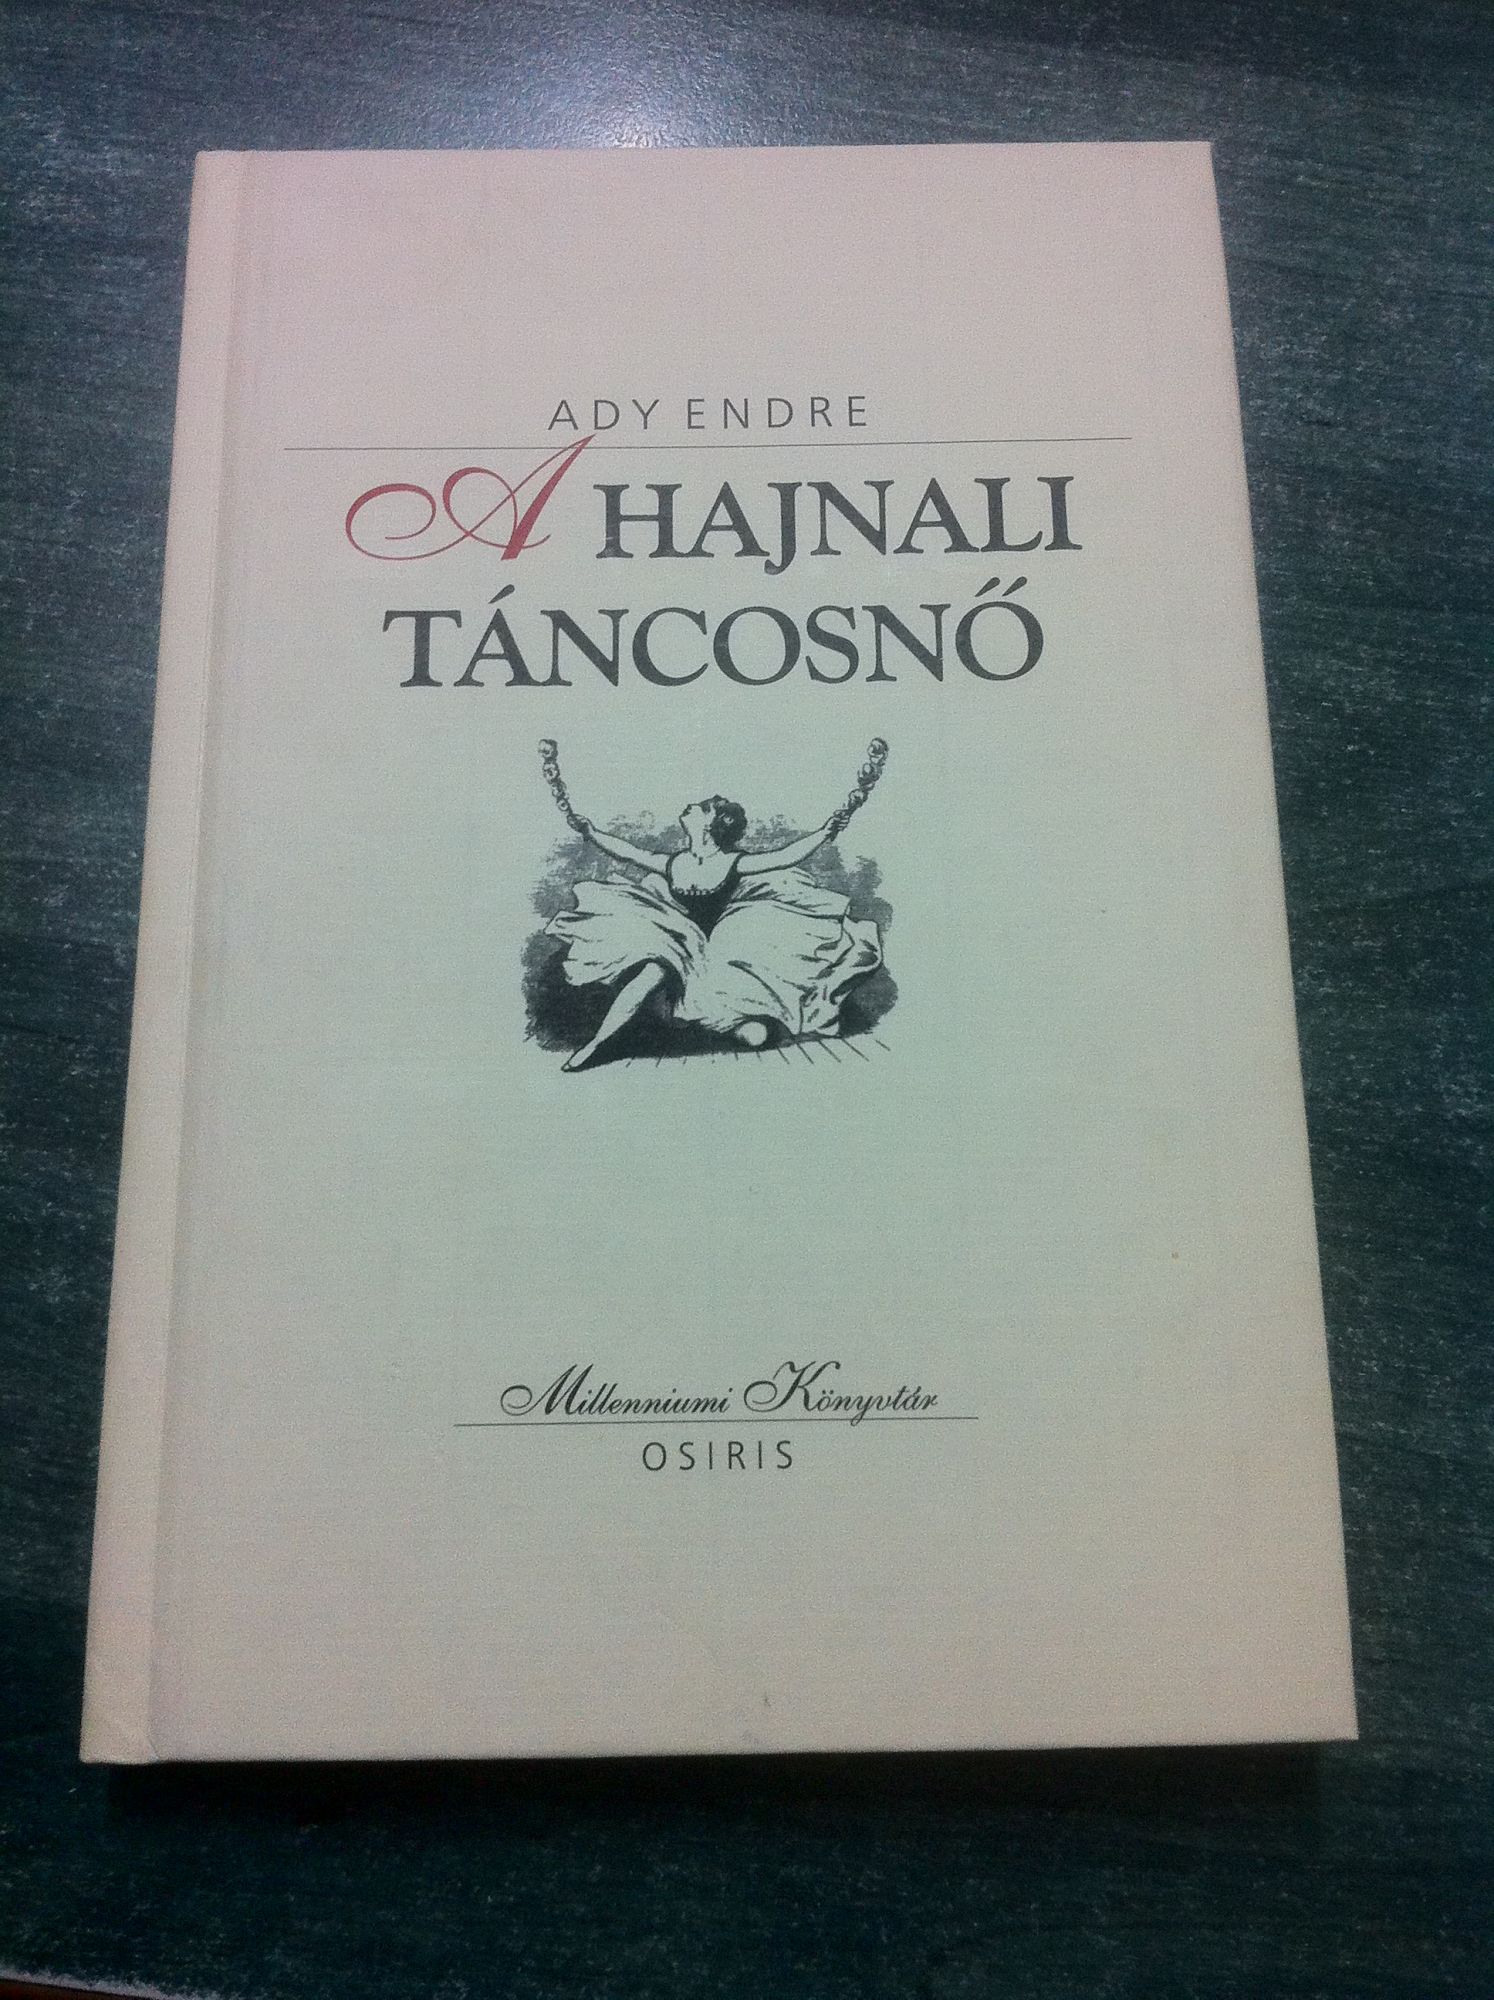 ADY ENDRE
A HAJNALI
TÁNCOSNŐ
Millenniumi Könyvtár
OSIRIS